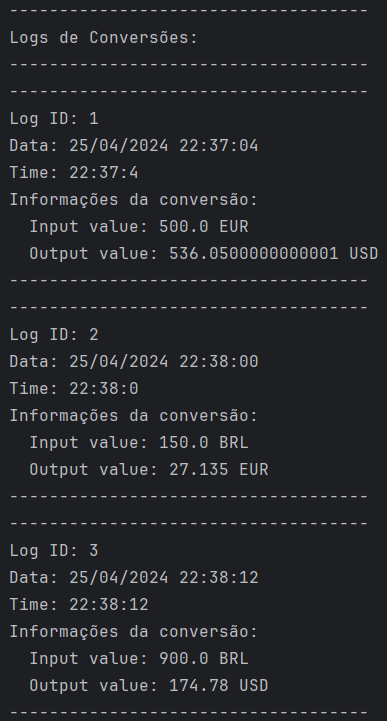 ------------------------------------
Logs de Conversões:
------------------------------------
------------------------------------
Log ID: 1
Data: 25/04/2024 22:37:04
Time: 22:37:4
Informações da conversão:
  Input value: 500.0 EUR
  Output value: 536.0500000000001 USD
------------------------------------
------------------------------------
Log ID: 2
Data: 25/04/2024 22:38:00
Time: 22:38:0
Informações da conversão:
  Input value: 150.0 BRL
  Output value: 27.135 EUR
------------------------------------
------------------------------------
Log ID: 3
Data: 25/04/2024 22:38:12
Time: 22:38:12
Informações da conversão:
  Input value: 900.0 BRL
  Output value: 174.78 USD
------------------------------------